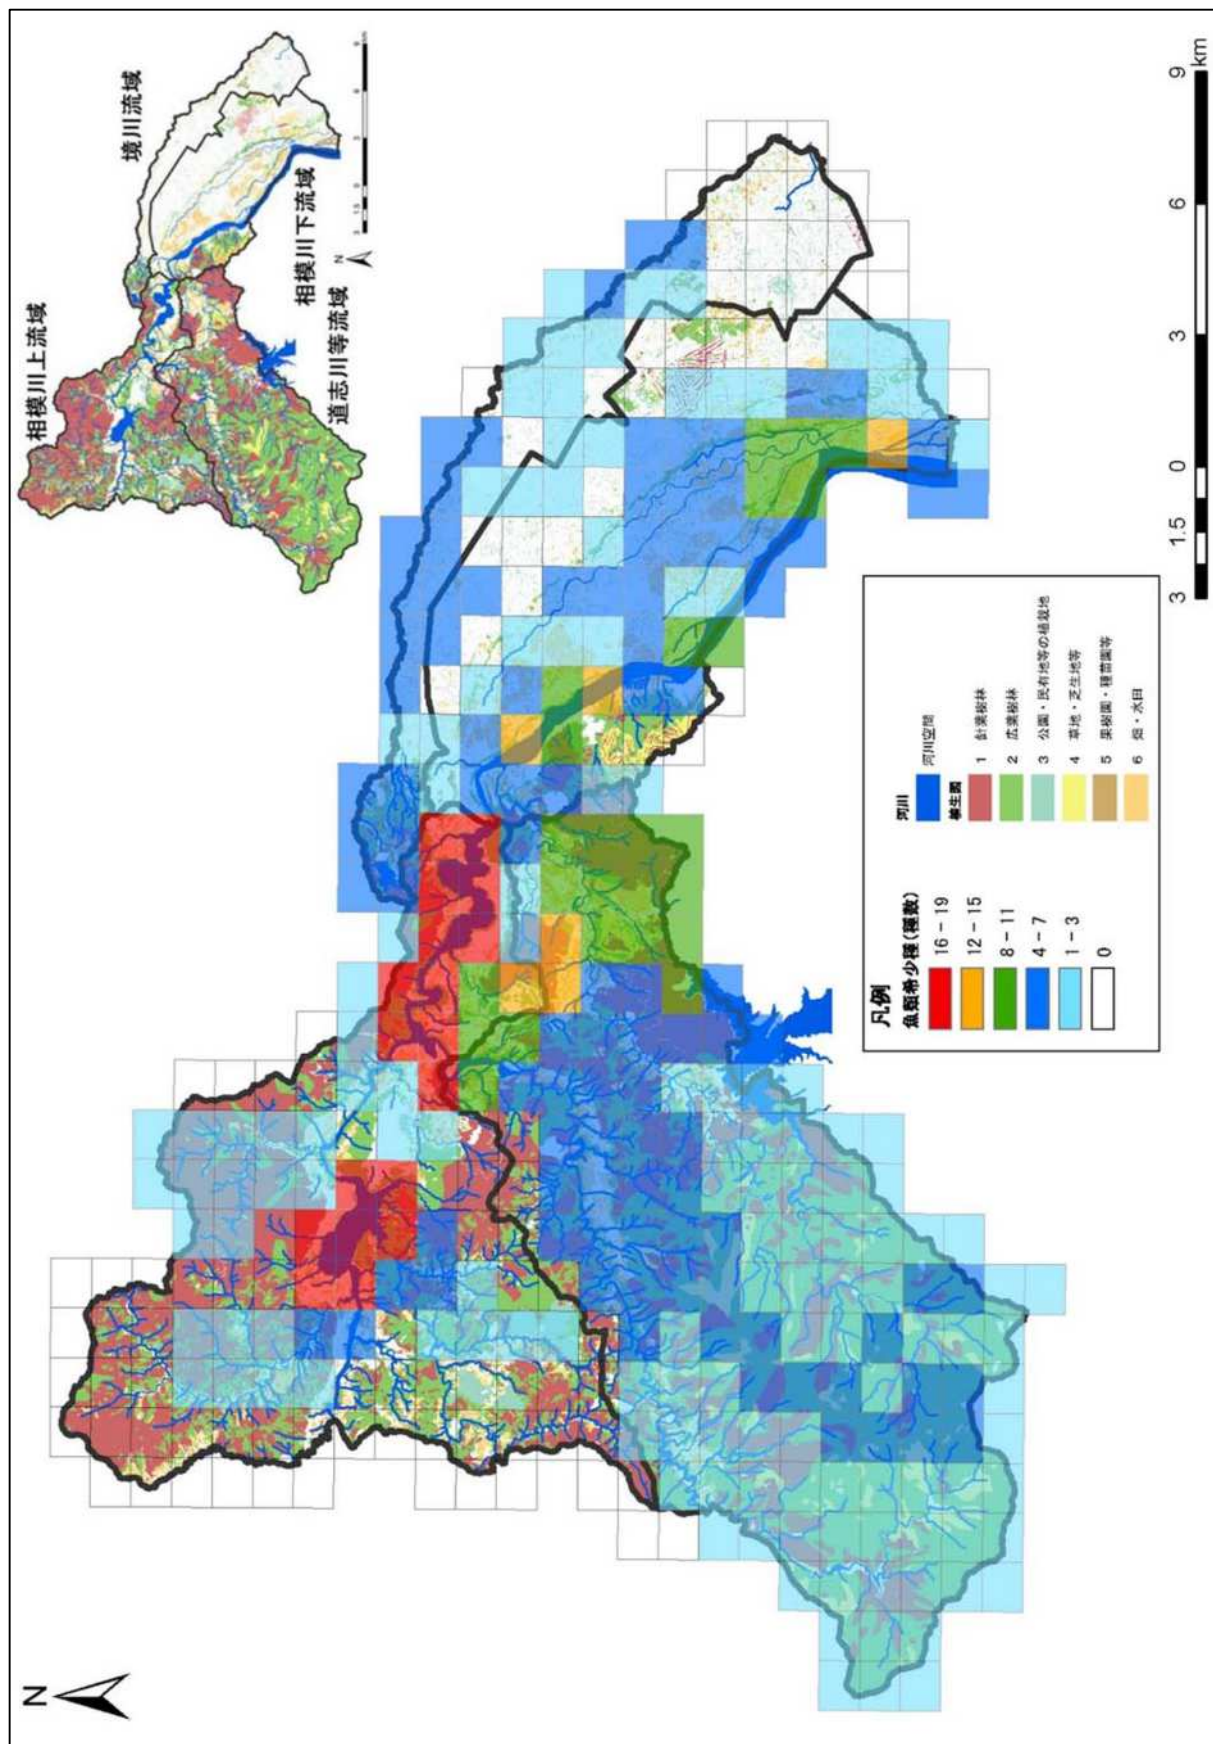 N
相模川上流域
境川流域
相模川下流域
道志川等流域
N
凡例
魚類希少種(種数)
16－19
12－15
8－11
4－7
1－3
0
河川
河川空間
植生図
1 針葉樹林
2 広葉樹林
3 公園・民有地等の植栽地
4 草地・芝生地等
5 果樹園・種苗園等
6 畑・水田
3 1.5 0 3 6 9
km